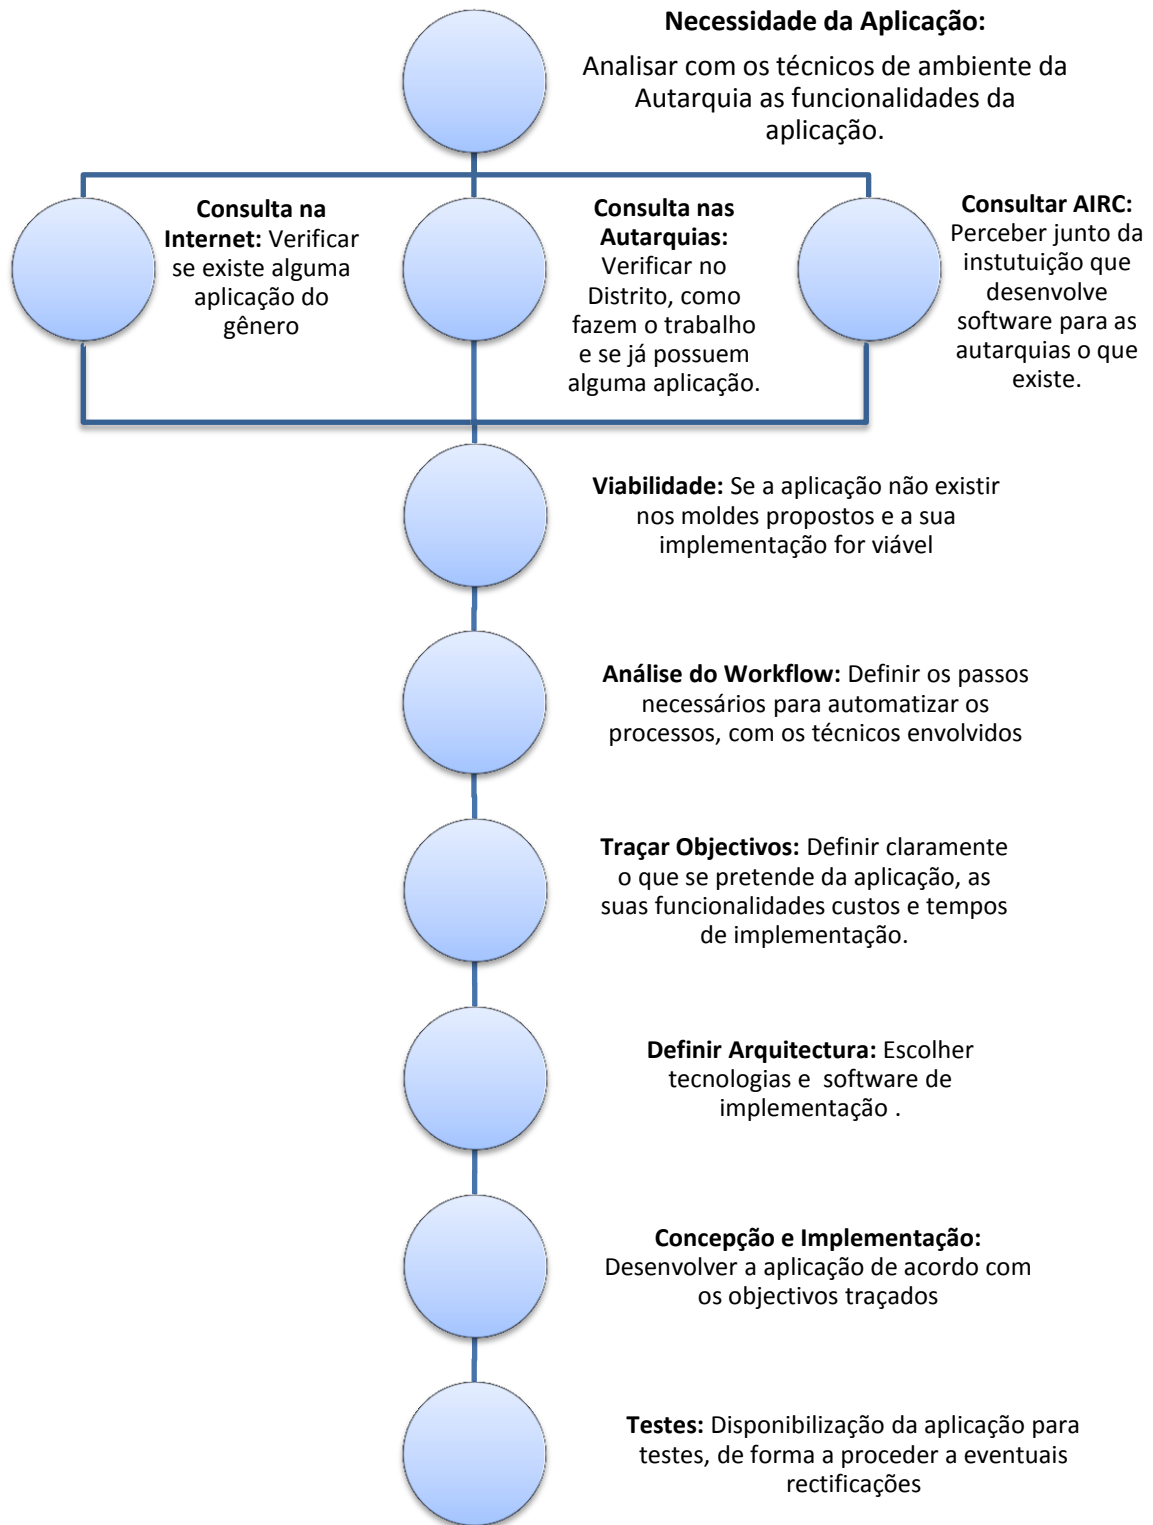 Necessidade da Aplicação:
Analisar com os técnicos de ambiente da
Autarquia as funcionalidades da
aplicação.
Consulta na
Internet: Verificar
se existe alguma
aplicação do
gênero
Consulta nas
Autarquias:
Verificar no
Distrito, como
fazem o trabalho
e se já possuem
alguma aplicação.
Consultar AIRC:
Perceber junto da
instutuição que
desenvolve
software para as
autarquias o que
existe.
Viabilidade: Se a aplicação não existir
nos moldes propostos e a sua
implementação for viável
Análise do Workflow: Definir os passos
necessários para automatizar os
processos, com os técnicos envolvidos
Traçar Objectivos: Definir claramente
o que se pretende da aplicação, as
suas funcionalidades custos e tempos
de implementação.
Definir Arquitectura: Escolher
tecnologias e  software de
implementação .
Concepção e Implementação:
Desenvolver a aplicação de acordo com
os objectivos traçados
Testes: Disponibilização da aplicação para
testes, de forma a proceder a eventuais
rectificações